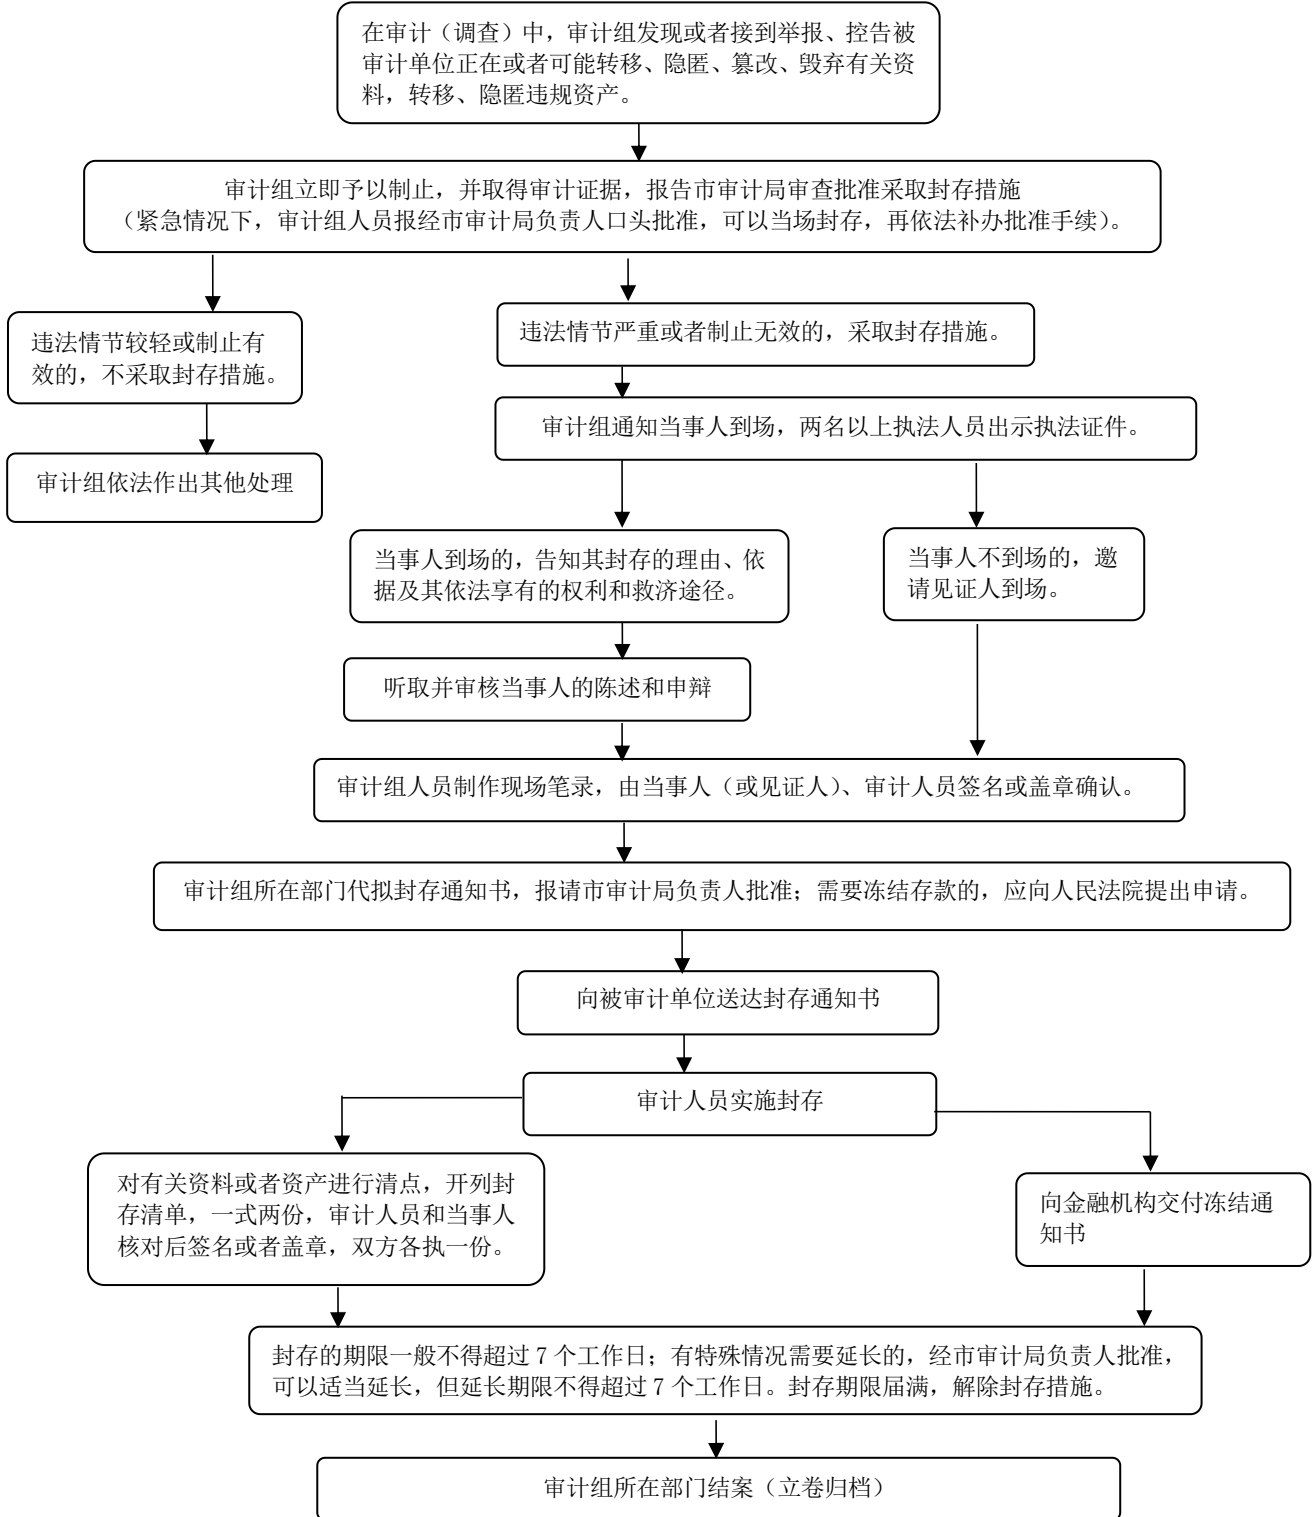 在审计（调查）中，审计组发现或者接到举报、控告被
审计单位正在或者可能转移、隐匿、篡改、毁弃有关资
料，转移、隐匿违规资产。
审计组立即予以制止，并取得审计证据，报告市审计局审查批准采取封存措施
（紧急情况下，审计组人员报经市审计局负责人口头批准，可以当场封存，再依法补办批准手续）。
违法情节较轻或制止有
效的，不采取封存措施。
违法情节严重或者制止无效的，采取封存措施。
审计组依法作出其他处理
审计组通知当事人到场，两名以上执法人员出示执法证件。
当事人到场的，告知其封存的理由、依
据及其依法享有的权利和救济途径。
当事人不到场的，邀
请见证人到场。
听取并审核当事人的陈述和申辩
审计组人员制作现场笔录，由当事人（或见证人）、审计人员签名或盖章确认。
审计组所在部门代拟封存通知书，报请市审计局负责人批准；需要冻结存款的，应向人民法院提出申请。
向被审计单位送达封存通知书
审计人员实施封存
对有关资料或者资产进行清点，开列封
存清单，一式两份，审计人员和当事人
核对后签名或者盖章，双方各执一份。
向金融机构交付冻结通
知书
封存的期限一般不得超过 7 个工作日；有特殊情况需要延长的，经市审计局负责人批准，
可以适当延长，但延长期限不得超过 7 个工作日。封存期限届满，解除封存措施。
审计组所在部门结案（立卷归档）